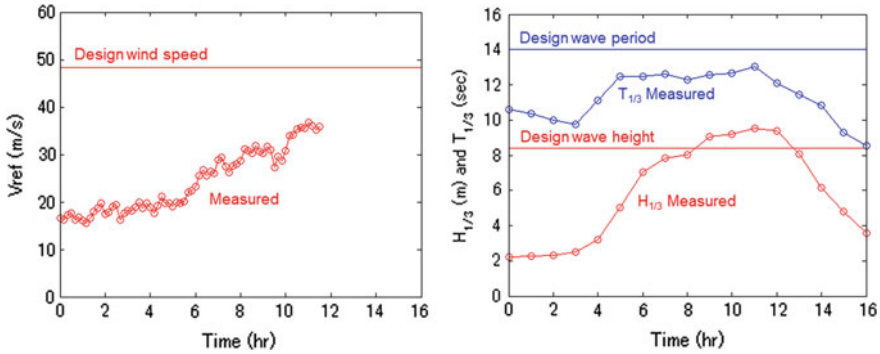 60
50
40
30
20
10
0
Vref (m/s)
Design wind speed
Measured
0 2 4 6 8 10 12 14 16
Time (hr)
16
14
12
10
8
6
4
2
0
H1/3 (m) and T1/3 (sec)
Design wave period
T1/3 Measured
Design wave height
H1/3 Measured
0 2 4 6 8 10 12 14 16
Time (hr)